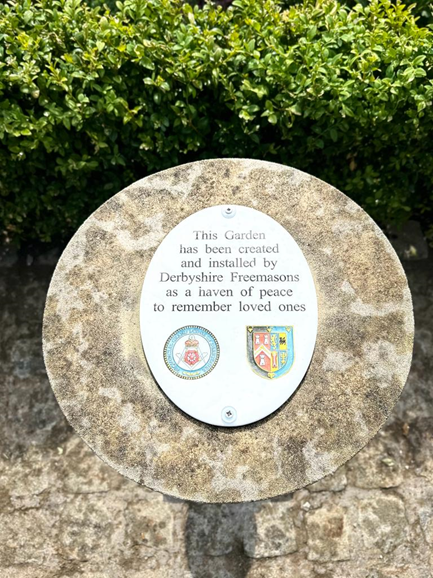 This Garden
has been created
and installed by
Derbyshire Freemasons
as a haven of peace
to remember loved ones